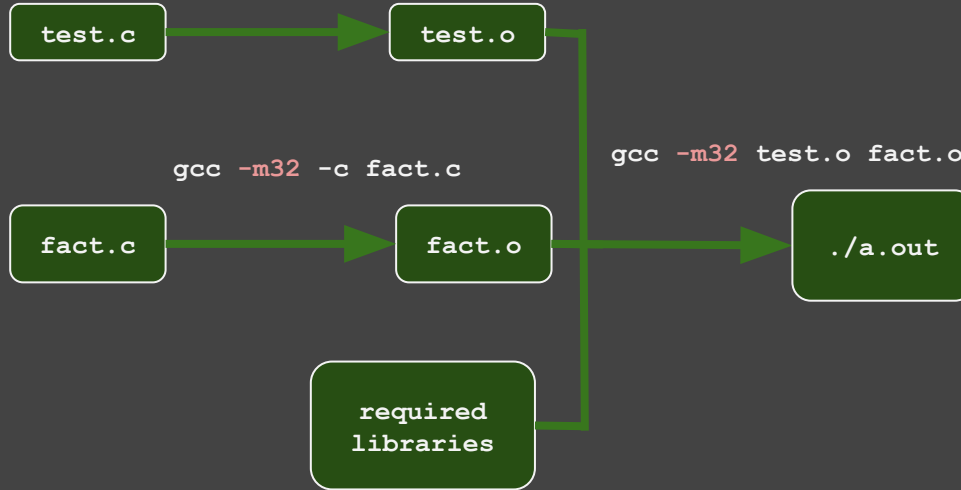 test.c
test.o
gcc -m32 -c fact.c
gcc -m32 test.o fact.o
fact.c
fact.o
./a.out
required
libraries